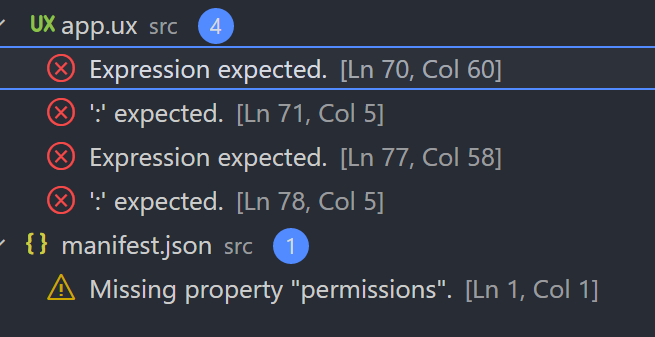 UX app.ux src 4
Expression expected. [Ln 70, Col 60]
':' expected. [Ln 71, Col 5]
Expression expected. [Ln 77, Col 58]
':' expected. [Ln 78, Col 5]
{} manifest.json src 1
Missing property "permissions". [Ln 1, Col 1]